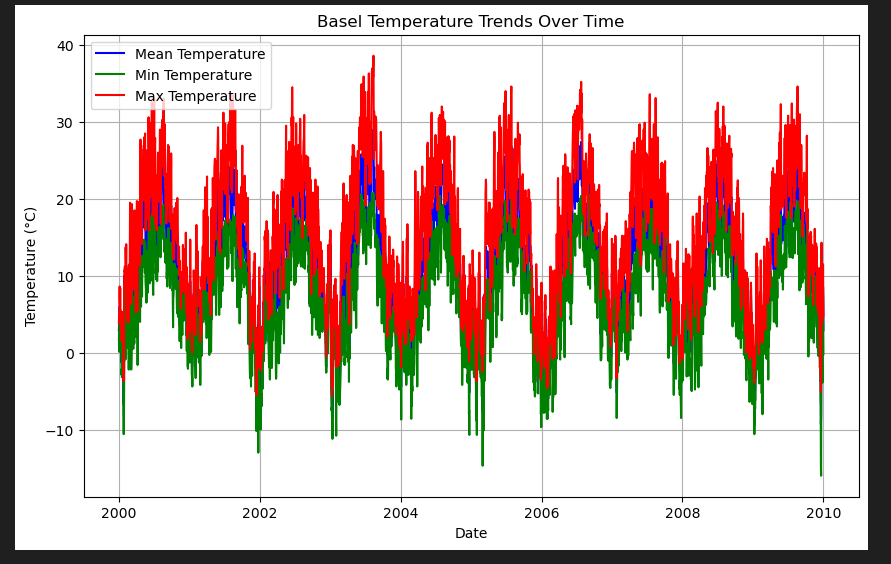 Basel Temperature Trends Over Time
Mean Temperature
Min Temperature
Max Temperature
Temperature (°C)
40
30
20
10
0
−10
2000
2002
2004
2006
2008
2010
Date